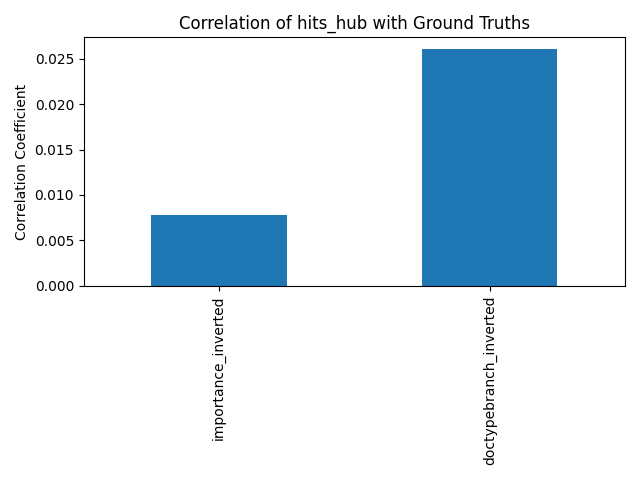 Correlation of hits_hub with Ground Truths
Correlation Coefficient
0.025
0.020
0.015
0.010
0.005
0.000
importance_inverted
doctypebranch_inverted